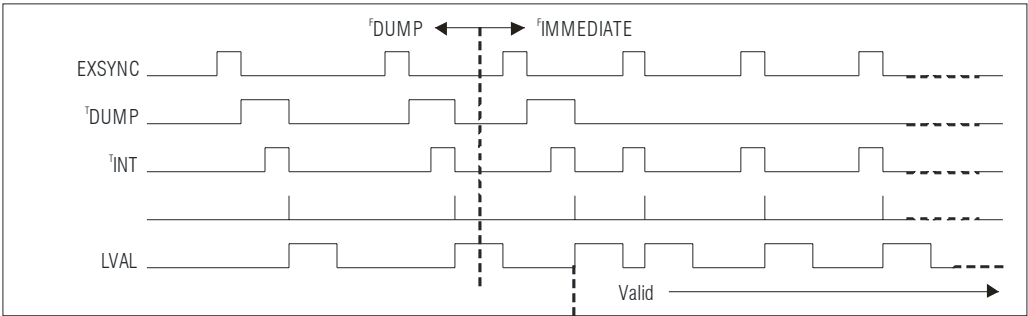 ᶠDUMP ᶠIMMEDIATE
EXSYNC
ᵀDUMP
ᵀINT
LVAL
Valid